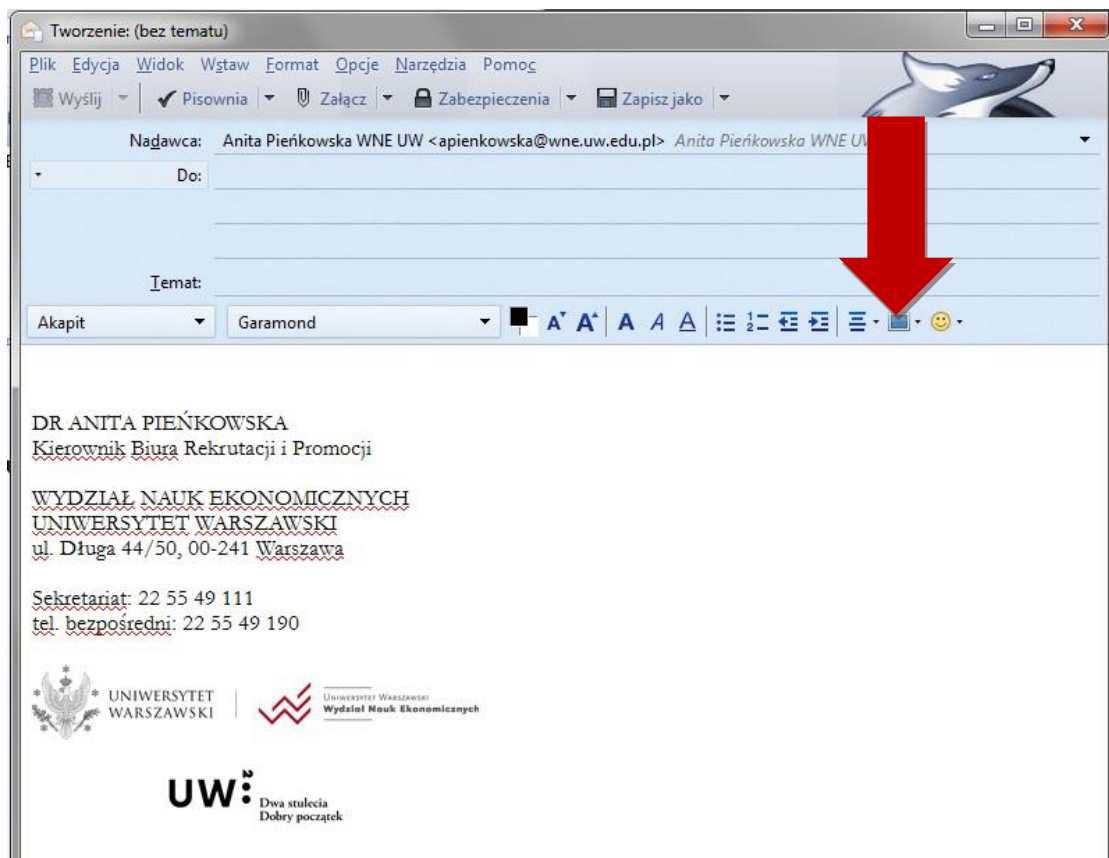 Tworzenie: (bez tematu)
Plik Edycja Widok Wstaw Format Opcje Narzędzia Pomoc
Wyślij Pisownia Załącz Zabezpieczenia Zapisz jako
Nadawca: Anita Pieńkowska WNE UW <apienkowska@wne.uw.edu.pl> Anita Pieńkowska WNE
Do:
Temat:
Akapit Garamond
DR ANITA PIEŃKOWSKA
Kierownik Biura Rekrutacji i Promocji
WYDZIAŁ NAUK EKONOMICZNYCH
UNIWERSYTET WARSZAWSKI
ul. Długa 44/50, 00-241 Warszawa
Sekretariat: 22 55 49 111
tel. bezpośredni: 22 55 49 190
UNIWERSYTET
WARSZAWSKI
Uniwersytet Warszawski
Wydział Nauk Ekonomicznych
UW
Dwa stulecia
Dobry początek